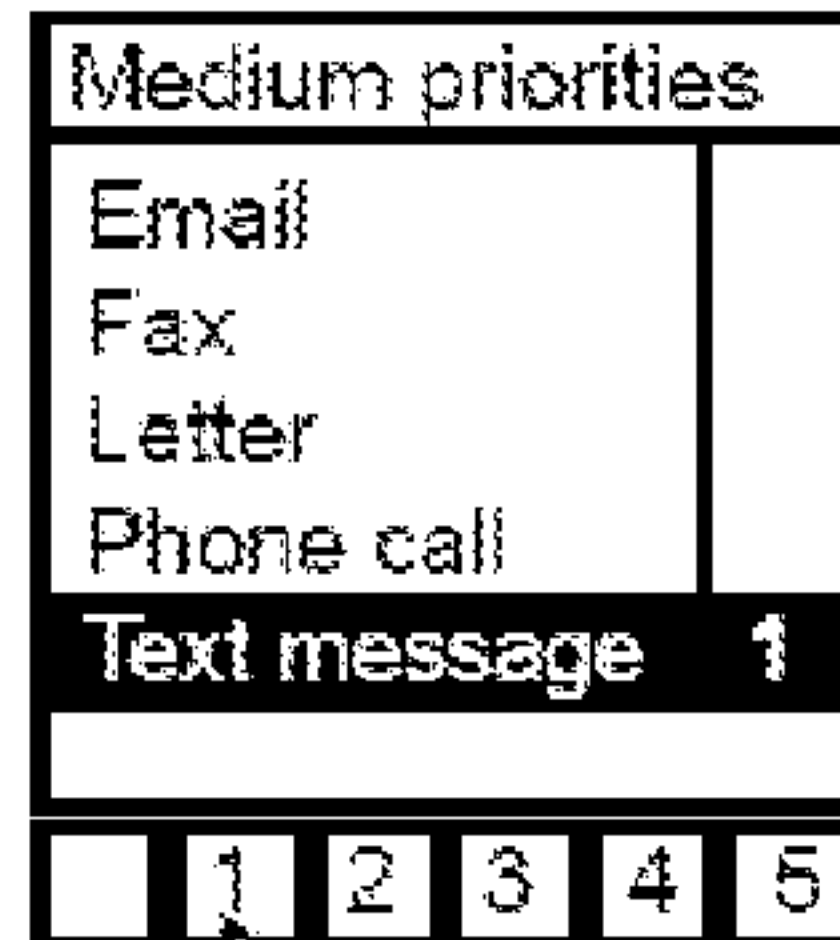 Medium priorities
Email
Fax
Letter
Phone call
Text message 1
1 2 3 4 5